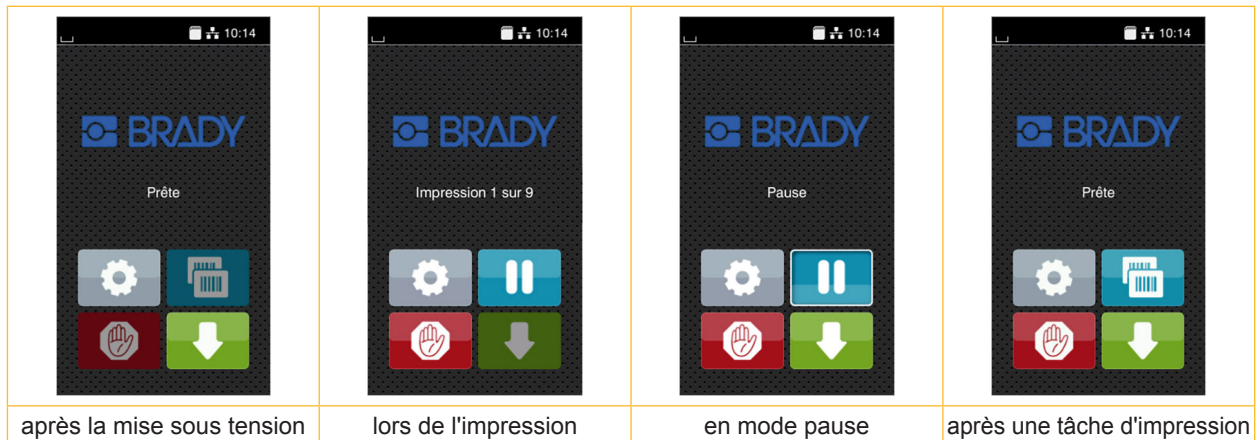 10:14
BRADY
Prête
après la mise sous tension
10:14
BRADY
Impression 1 sur 9
lors de l'impression
10:14
BRADY
Pause
en mode pause
10:14
BRADY
Prête
après une tâche d'impression